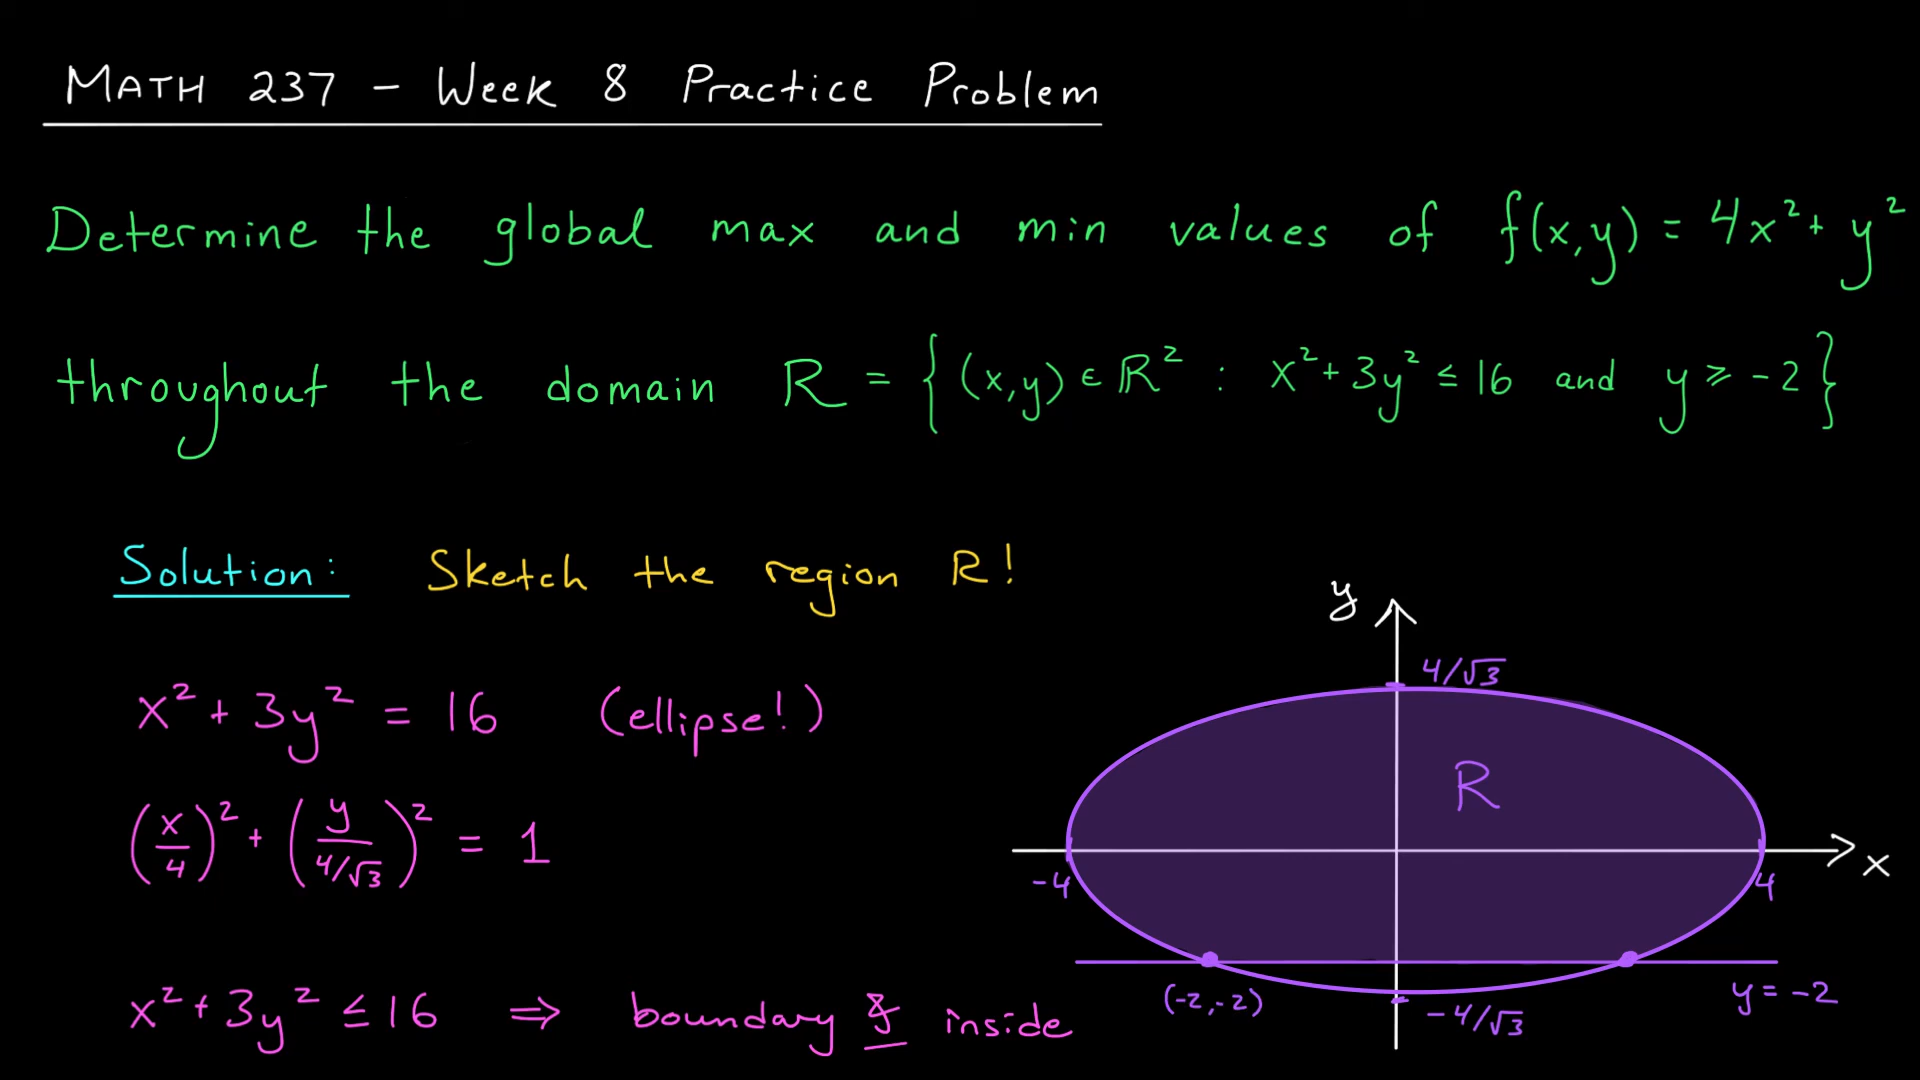 MATH 237 – Week 8 Practice Problem
Determine the global max and min values of f(x,y) = 4x² + y²
throughout the domain R = { (x,y) ∈ ℝ² : x² + 3y² ≤ 16 and y ≥ -2 }
Solution: Sketch the region R!
x² + 3y² = 16 (ellipse!)
(x/4)² + (y/(4/√3))² = 1
x² + 3y² ≤ 16 ⇒ boundary & inside
y
4/√3
R
-4
4
x
(-2,-2)
-4/√3
y = -2